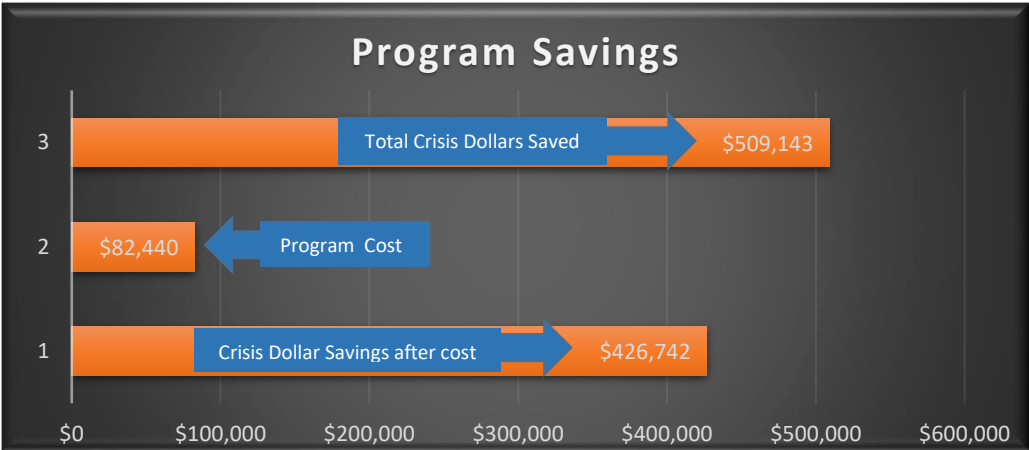 Program Savings
3
Total Crisis Dollars Saved
$509,143
2
$82,440
Program Cost
1
Crisis Dollar Savings after cost
$426,742
$0 $100,000 $200,000 $300,000 $400,000 $500,000 $600,000